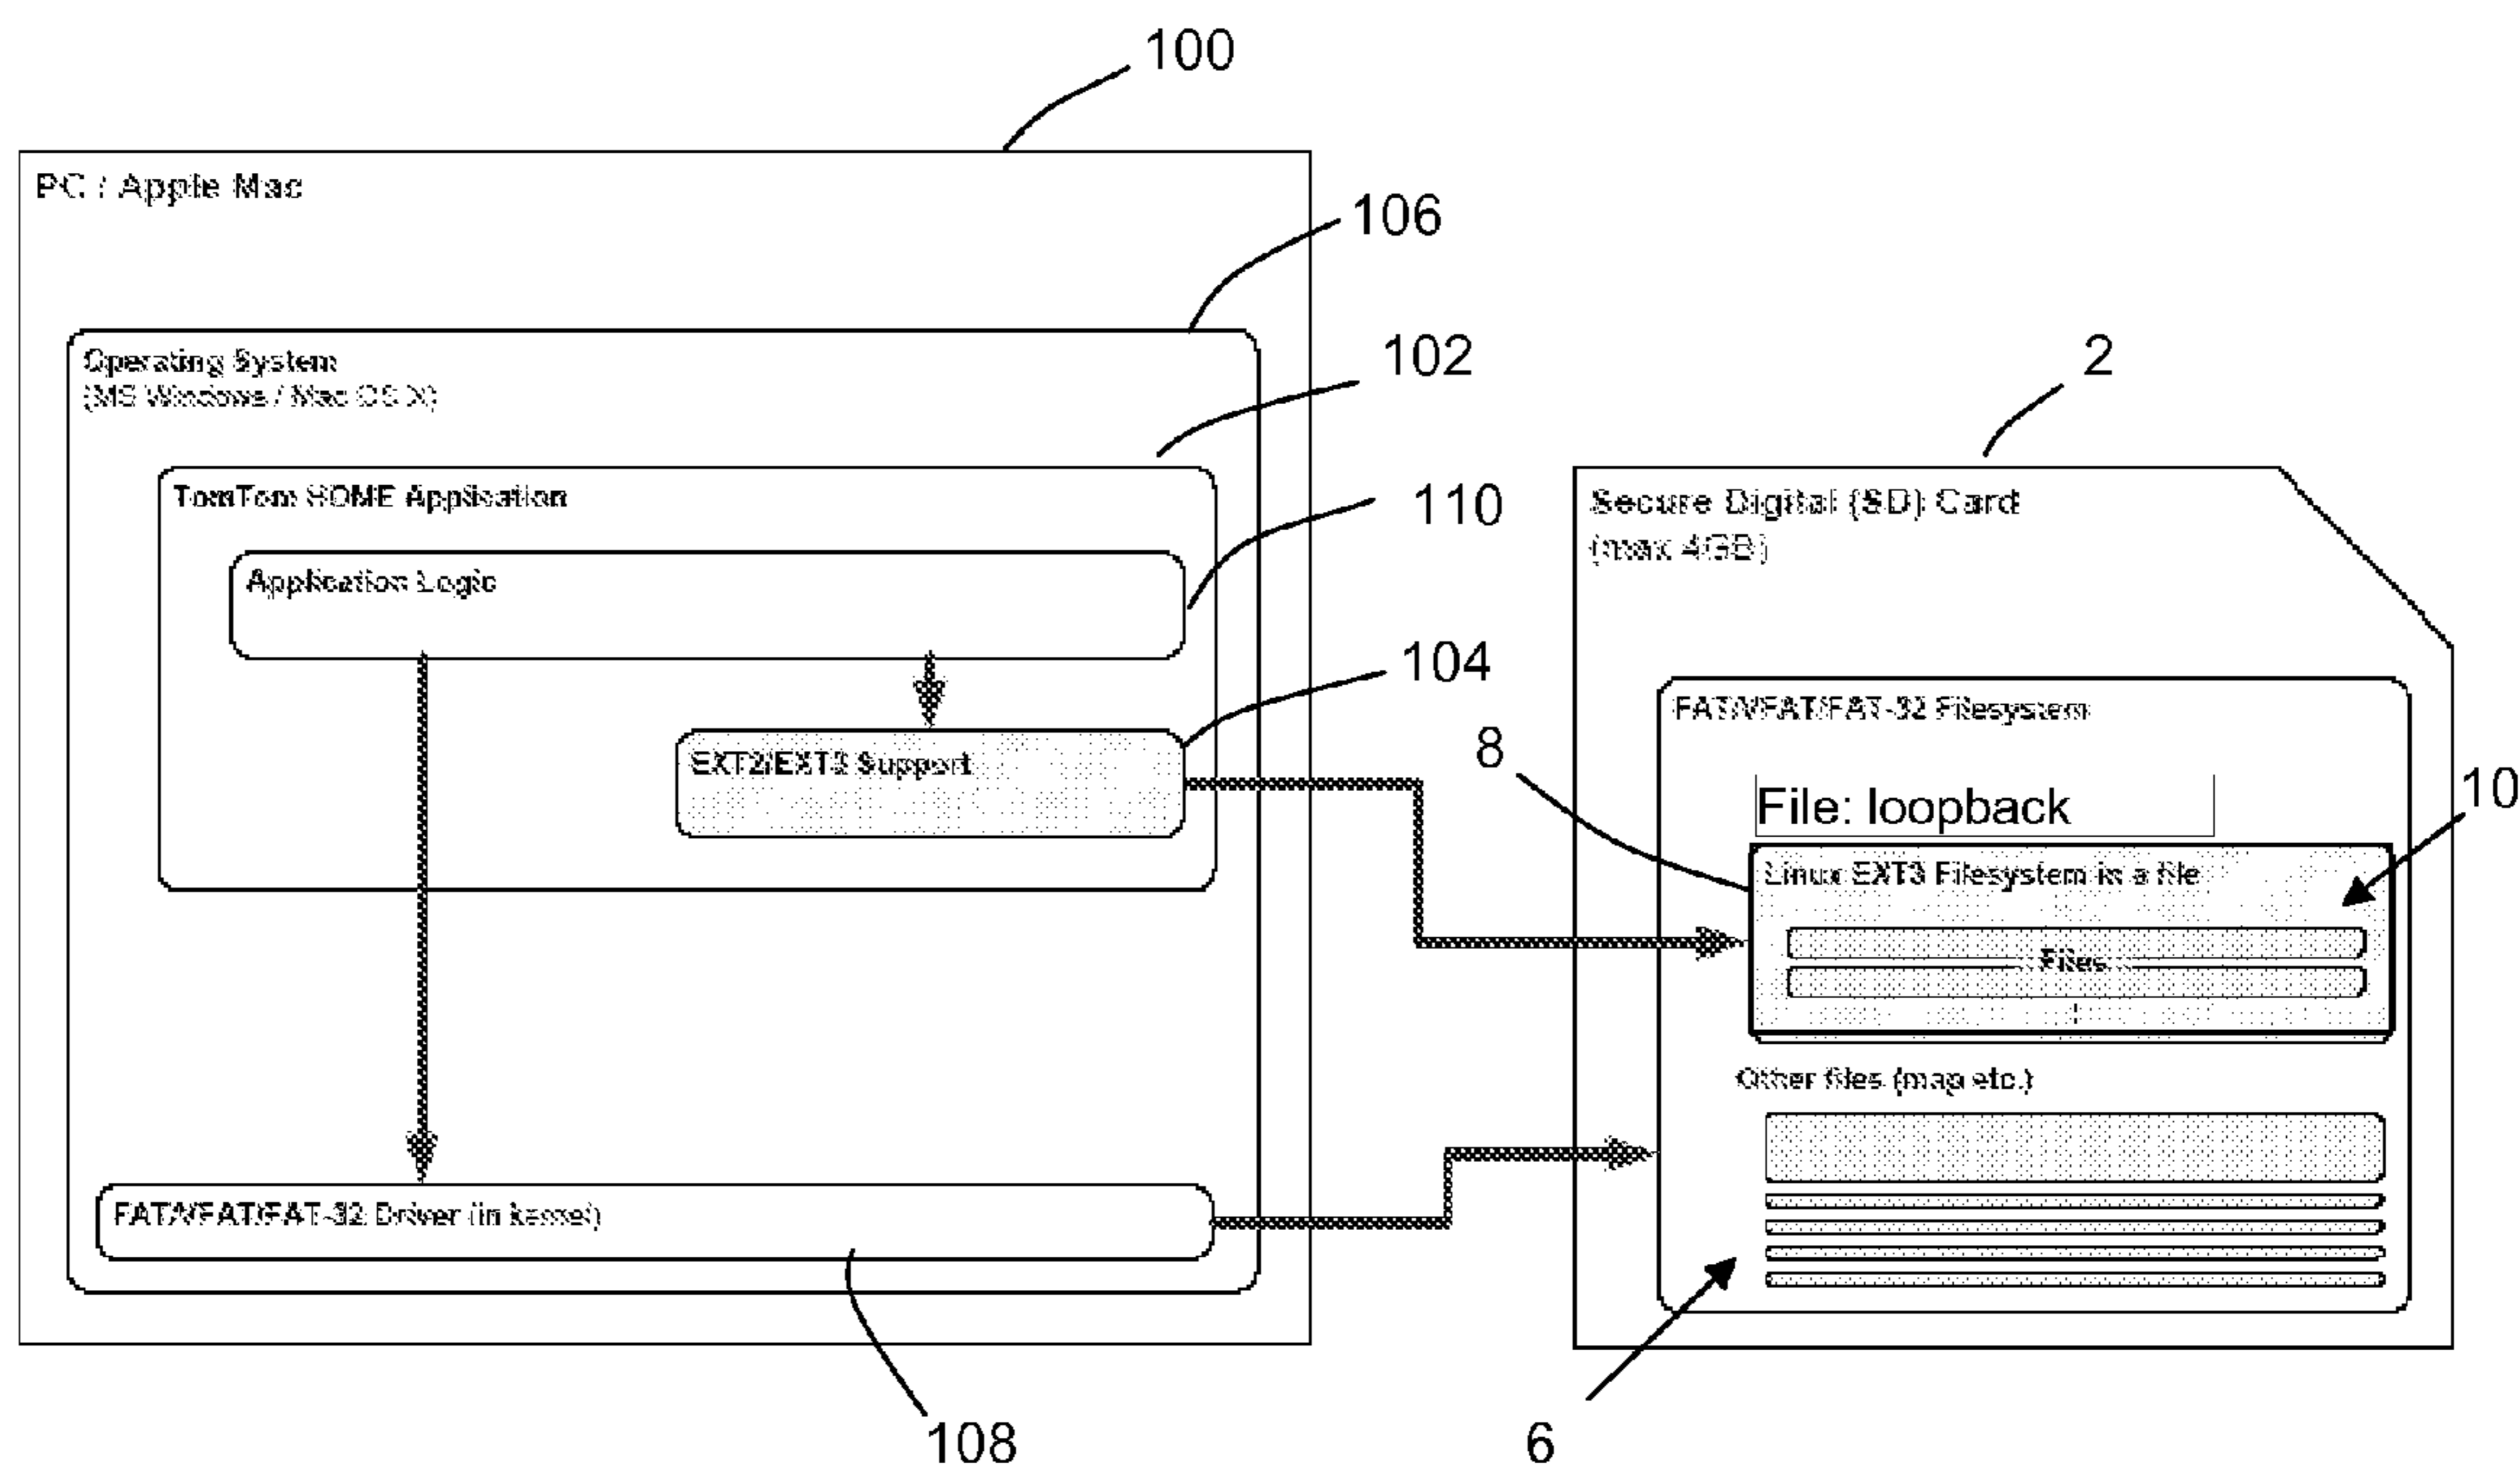 100
PC / Apple Mac
106
Operating System
(MS Windows / Mac OS X)
102
2
TomTom HOME Application
110
Secure Digital (SD) Card
(max 4GB)
Application Logic
104
FAT/VFAT/FAT-32 Filesystem
8
EXT2/EXT3 Support
10
File: loopback
Linux EXT3 Filesystem in a file
Files
Other files (map etc.)
FAT/VFAT/FAT-32 Driver (in kernel)
108
6